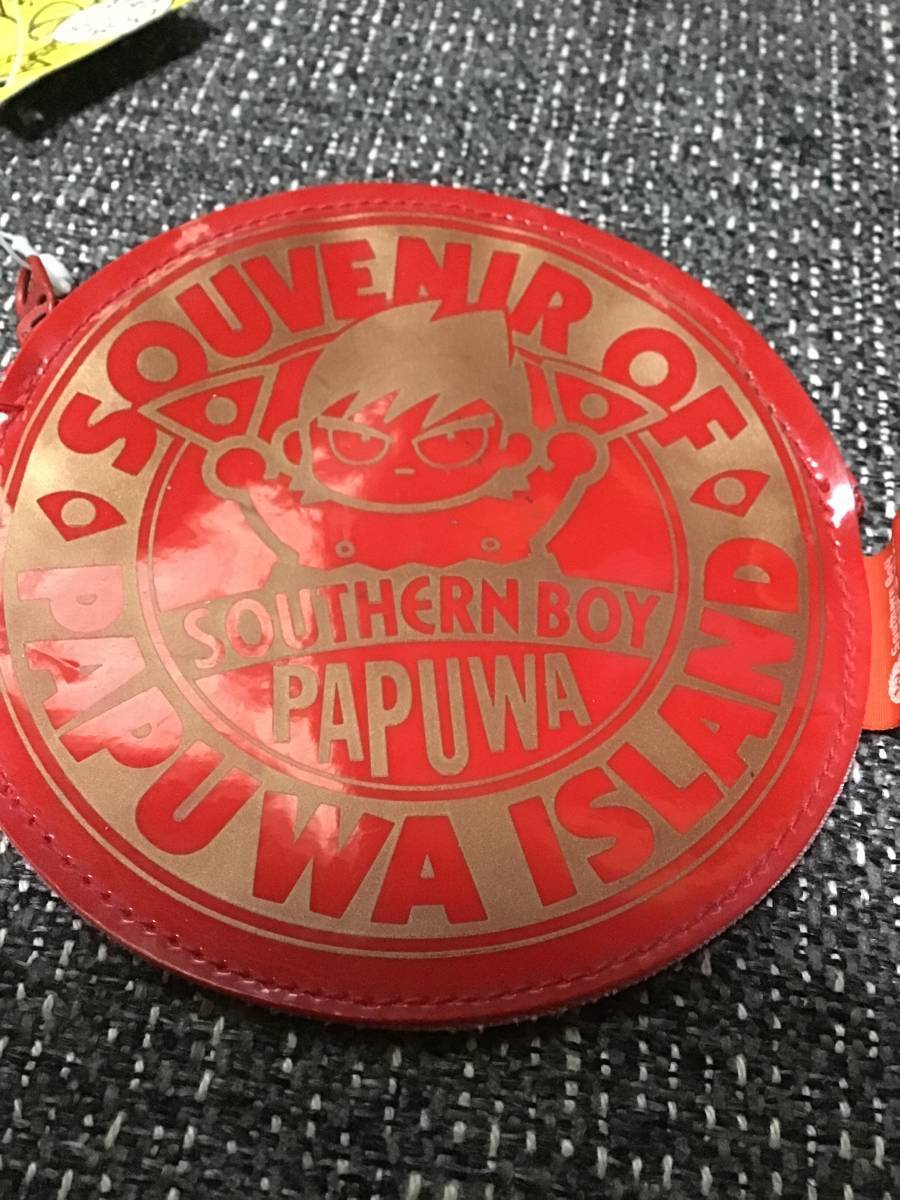 SOUVENIR OF
PAPUWA ISLAND
SOUTHERN BOY
PAPUWA